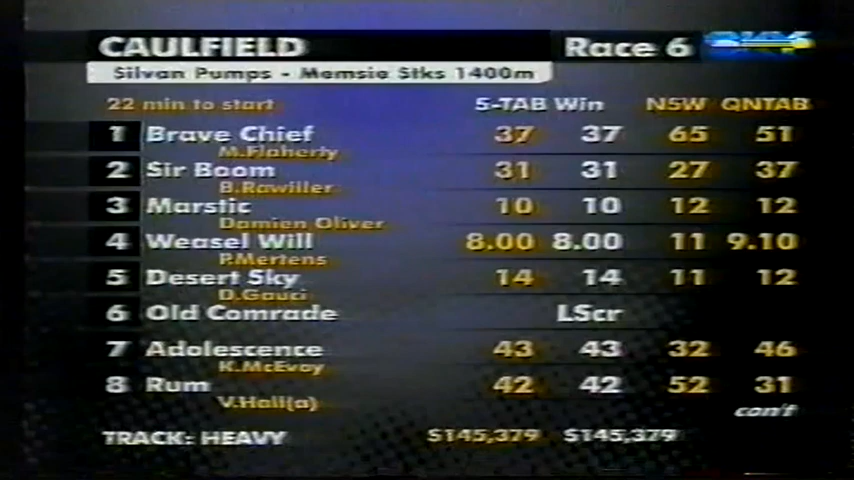 CAULFIELD Race 6
Silvan Pumps - Memsie Stks 1400m
22 min to start S-TAB Win NSW QNTAB
1 Brave Chief 37 37 65 51
M.Flaherty
2 Sir Boom 31 31 27 37
B.Rawiller
3 Marstic 10 10 12 12
Damien Oliver
4 Weasel Will 8.00 8.00 11 9.10
P.Mertens
5 Desert Sky 14 14 11 12
D.Gauci
6 Old Comrade LScr
7 Adolescence 43 43 32 46
K.McEvoy
8 Rum 42 42 52 31
V.Hall(a)
con't
TRACK: HEAVY $145,379 $145,379